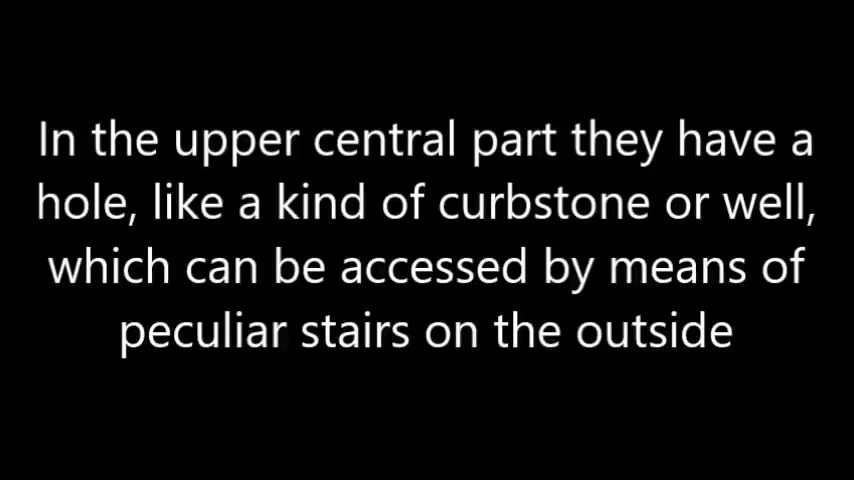 In the upper central part they have a
hole, like a kind of curbstone or well,
which can be accessed by means of
peculiar stairs on the outside